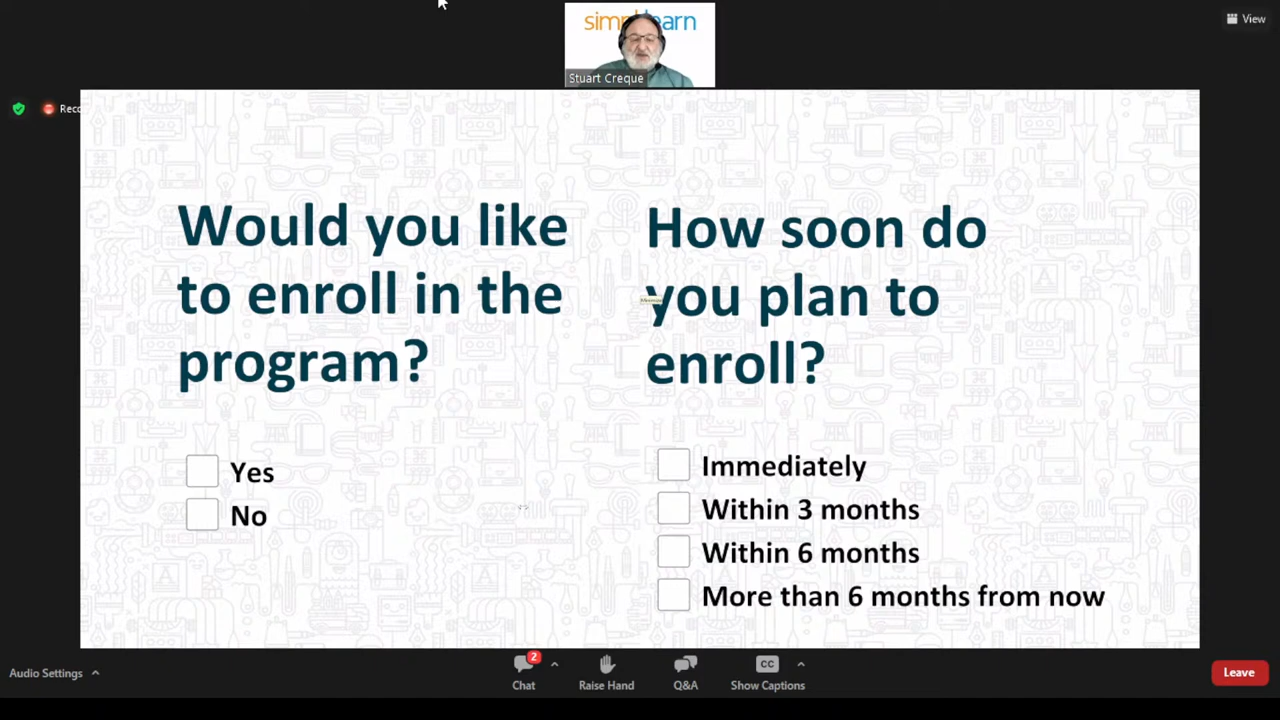 simplilearn
Stuart Creque
View
Reco
Would you like
to enroll in the
program?
Yes
No
How soon do
you plan to
enroll?
Immediately
Within 3 months
Within 6 months
More than 6 months from now
Audio Settings
2
Chat
Raise Hand
Q&A
CC
Show Captions
Leave